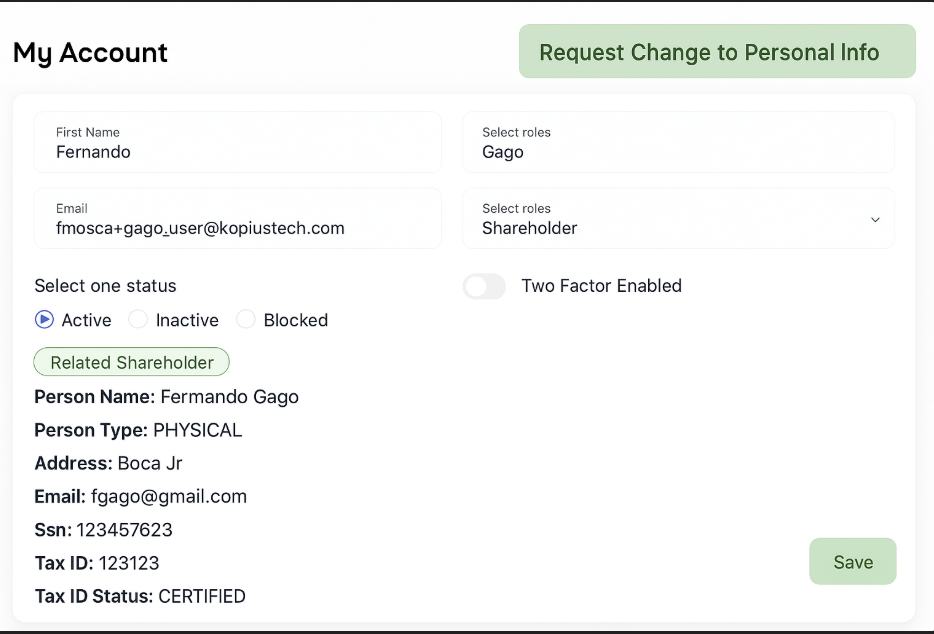 My Account
Request Change to Personal Info
First Name
Fernando
Select roles
Gago
Email
fmosca+gago_user@kopiustech.com
Select roles
Shareholder
Select one status
Two Factor Enabled
Active Inactive Blocked
Related Shareholder
Person Name: Fermando Gago
Person Type: PHYSICAL
Address: Boca Jr
Email: fgago@gmail.com
Ssn: 123457623
Tax ID: 123123
Tax ID Status: CERTIFIED
Save